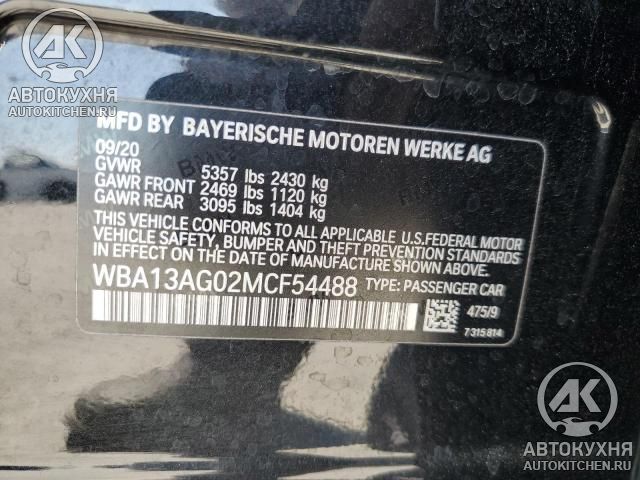 AK
АВТОКУХНЯ
AUTOKITCHEN.RU
MFD BY BAYERISCHE MOTOREN WERKE AG
09/20
GVWR 5357 lbs 2430 kg
GAWR FRONT 2469 lbs 1120 kg
GAWR REAR 3095 lbs 1404 kg
THIS VEHICLE CONFORMS TO ALL APPLICABLE U.S. FEDERAL MOTOR
VEHICLE SAFETY, BUMPER AND THEFT PREVENTION STANDARDS
IN EFFECT ON THE DATE OF MANUFACTURE SHOWN ABOVE.
WBA13AG02MCF54488 TYPE: PASSENGER CAR
475/9
7315814
AK
АВТОКУХНЯ
AUTOKITCHEN.RU